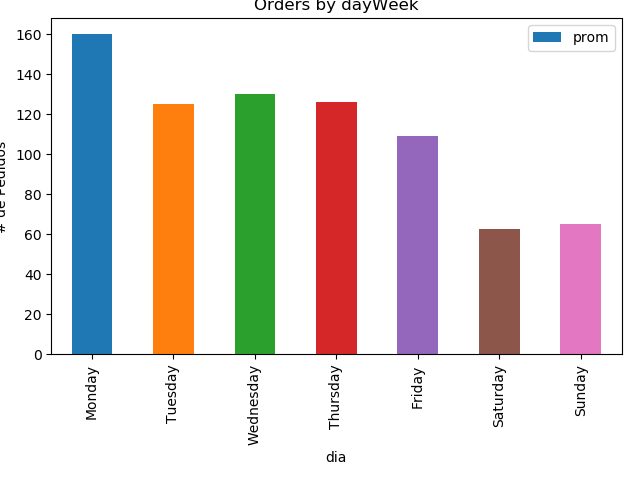 Orders by dayWeek
prom
# de Pedidos
160
140
120
100
80
60
40
20
0
Monday
Tuesday
Wednesday
Thursday
Friday
Saturday
Sunday
dia